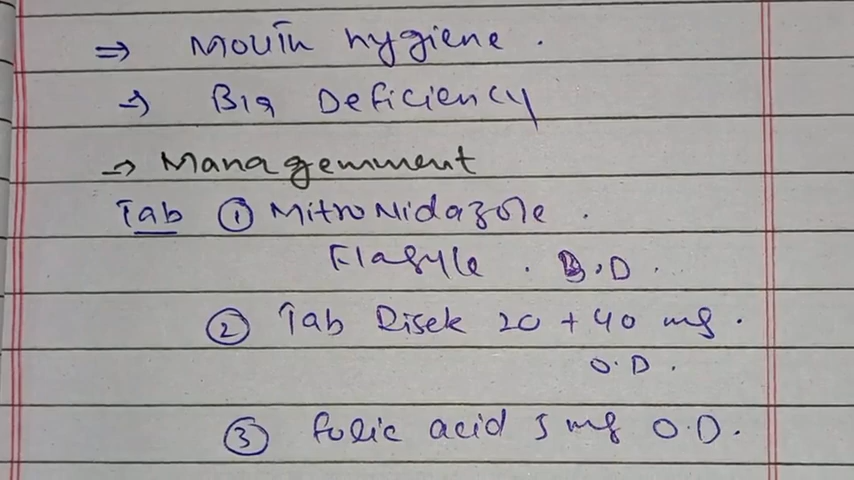 ⇒ Mouth hygiene .
→ B12 Deficiency
→ Managemment
Tab ① Mitronidazole .
Flagyle . B.D .
② Tab Risek 20 + 40 mg .
O.D .
③ folic acid 5 mg O.D .